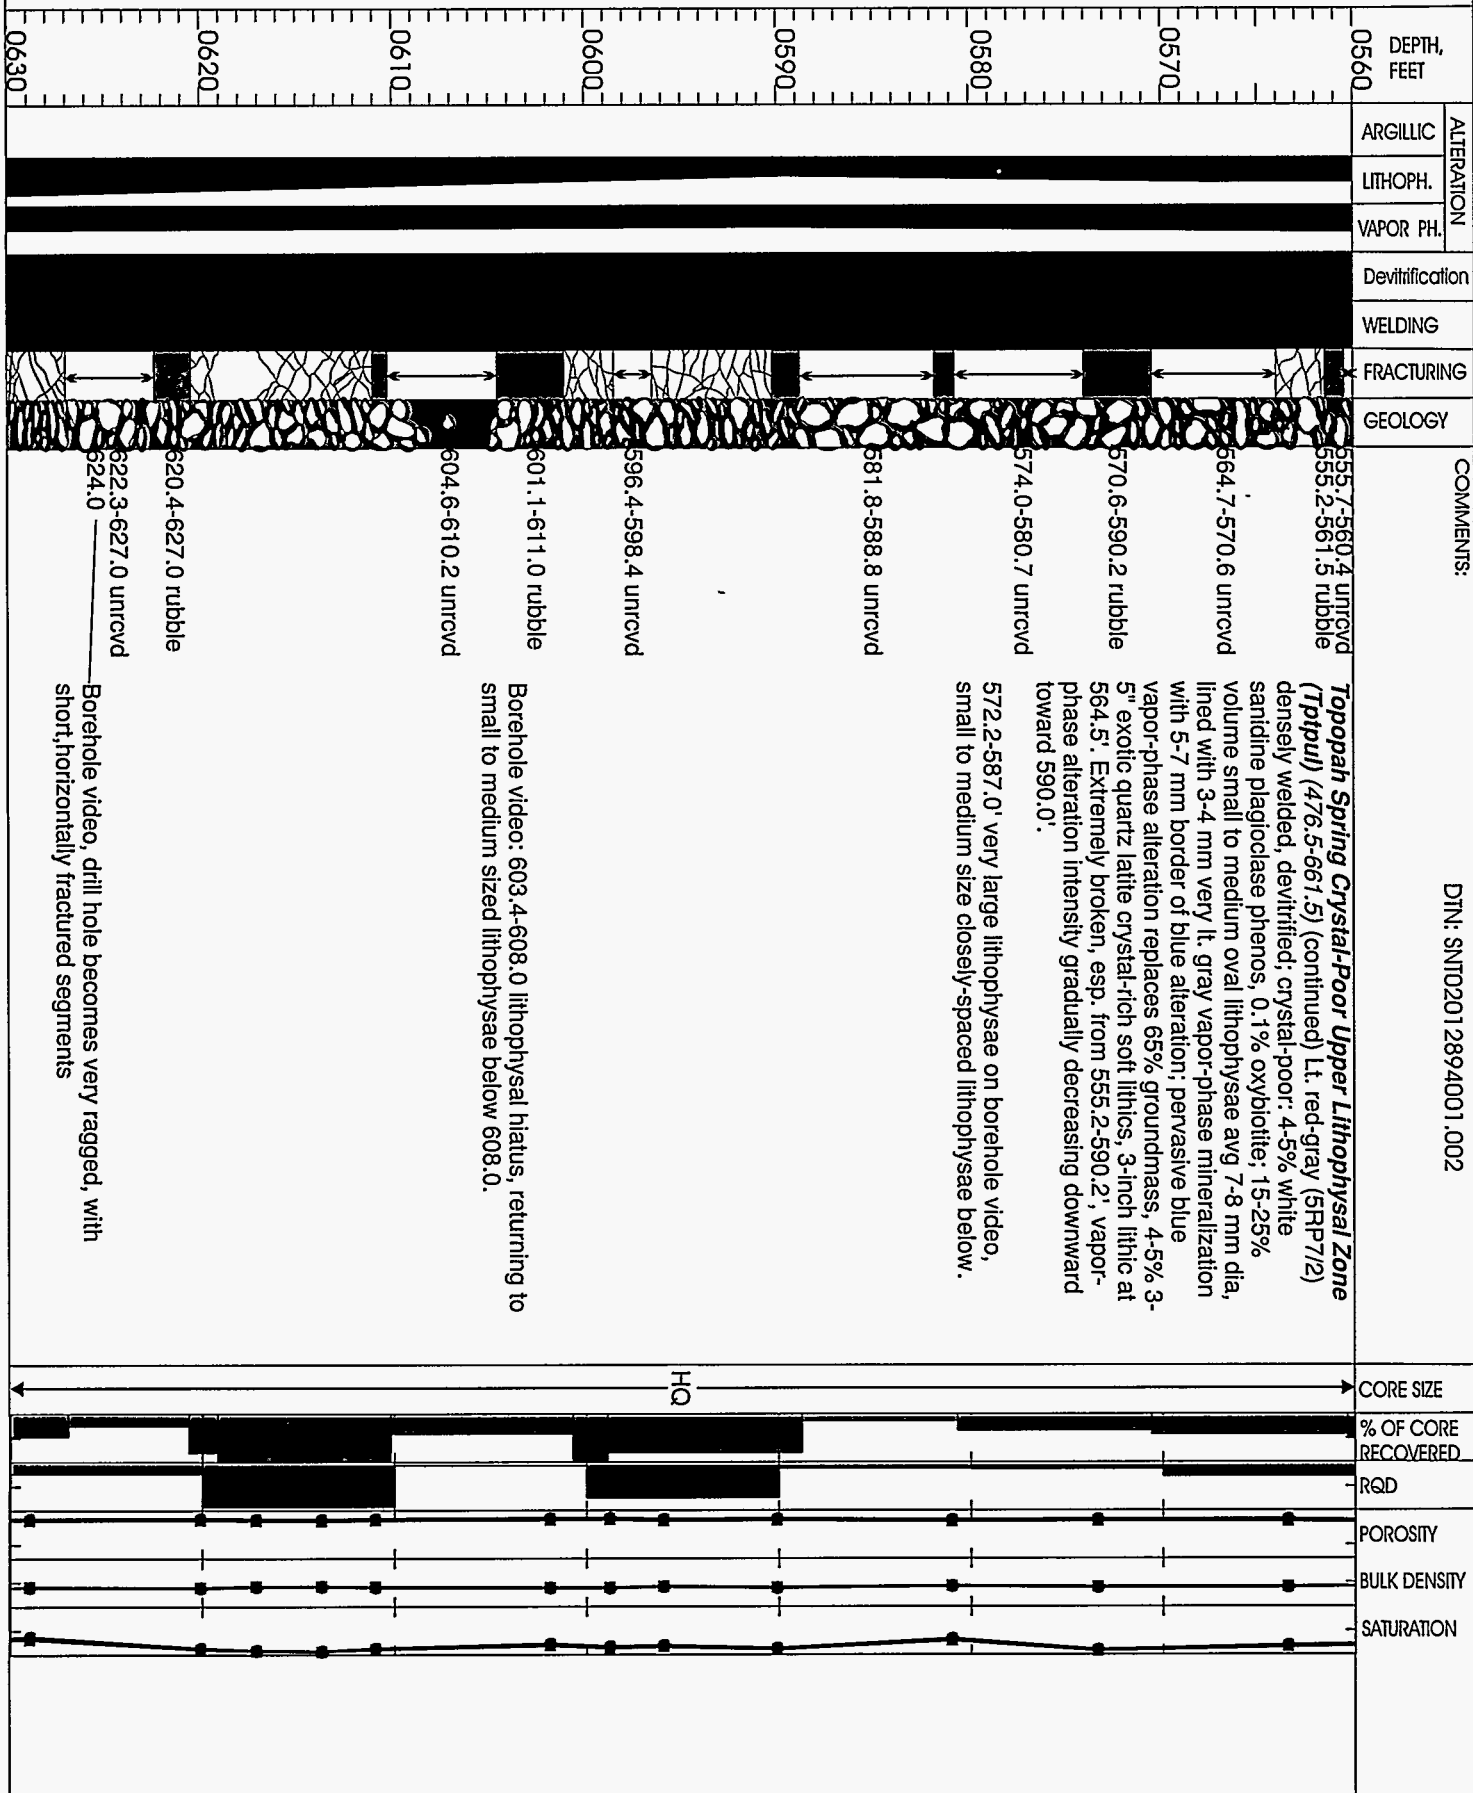 DTN: SNT02012894001.002
DEPTH,
FEET
ALTERATION
ARGILLIC
LITHOPH.
VAPOR PH.
Devitrification
WELDING
FRACTURING
GEOLOGY
COMMENTS:
CORE SIZE
% OF CORE
RECOVERED
RQD
POROSITY
BULK DENSITY
SATURATION
0560
0570
0580
0590
0600
0610
0620
0630
555.7-560.4 unrcvd
555.2-561.5 rubble
564.7-570.6 unrcvd
570.6-590.2 rubble
574.0-580.7 unrcvd
581.8-588.8 unrcvd
596.4-598.4 unrcvd
601.1-611.0 rubble
604.6-610.2 unrcvd
620.4-627.0 rubble
622.3-627.0 unrcvd
624.0
Topopah Spring Crystal-Poor Upper Lithophysal Zone
(Tptpul) (476.5-661.5) (continued) Lt. red-gray (5RP7/2)
densely welded, devitrified; crystal-poor: 4-5% white
sanidine plagioclase phenos, 0.1% oxybiotite; 15-25%
volume small to medium oval lithophysae avg 7-8 mm dia,
lined with 3-4 mm very lt. gray vapor-phase mineralization
with 5-7 mm border of blue alteration; pervasive blue
vapor-phase alteration replaces 65% groundmass, 4-5% 3-
5" exotic quartz latite crystal-rich soft lithics, 3-inch lithic at
564.5'. Extremely broken, esp. from 555.2-590.2', vapor-
phase alteration intensity gradually decreasing downward
toward 590.0'.
572.2-587.0' very large lithophysae on borehole video,
small to medium size closely-spaced lithophysae below.
Borehole video: 603.4-608.0 lithophysal hiatus, returning to
small to medium sized lithophysae below 608.0.
Borehole video, drill hole becomes very ragged, with
short,horizontally fractured segments
HQ